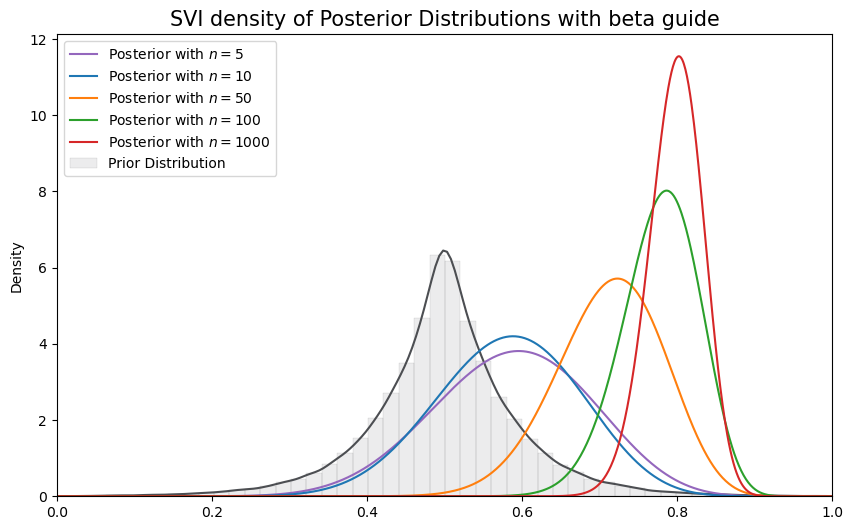 SVI density of Posterior Distributions with beta guide
12
10
8
6
4
2
0
Density
Posterior with n = 5
Posterior with n = 10
Posterior with n = 50
Posterior with n = 100
Posterior with n = 1000
Prior Distribution
0.0 0.2 0.4 0.6 0.8 1.0